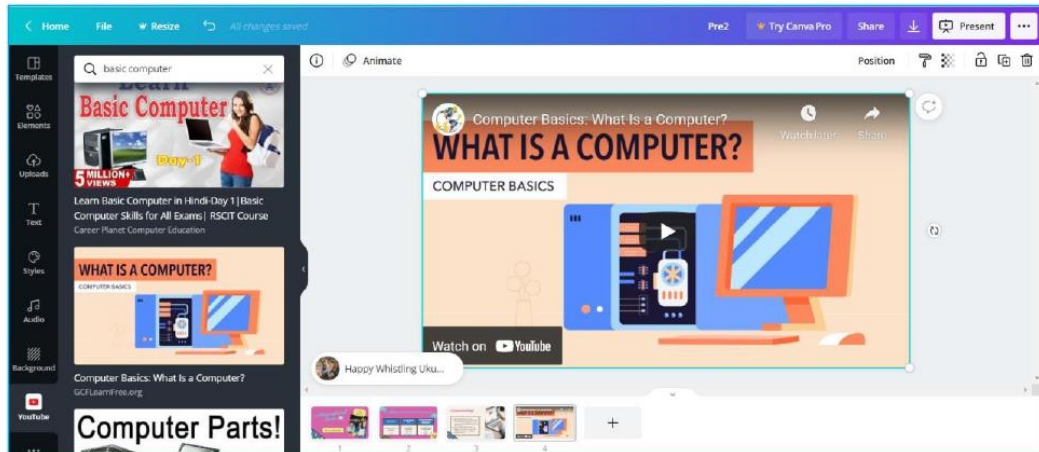 Home File Resize All changes saved Pre2 Try Canva Pro Share Present
Templates
Elements
Uploads
Text
Styles
Audio
Background
Youtube
basic computer
Learn
Basic Computer
Day-1
5 MILLION+
VIEWS
Learn Basic Computer in Hindi-Day 1|Basic
Computer Skills for All Exams| RSCIT Course
Career Planet Computer Education
WHAT IS A COMPUTER?
COMPUTER BASICS
Computer Basics: What Is a Computer?
GCFLearnFree.org
Computer Parts!
Animate Position
Computer Basics: What Is a Computer?
Watch later Share
WHAT IS A COMPUTER?
COMPUTER BASICS
Watch on YouTube
Happy Whistling Uku...
1 2 3 4